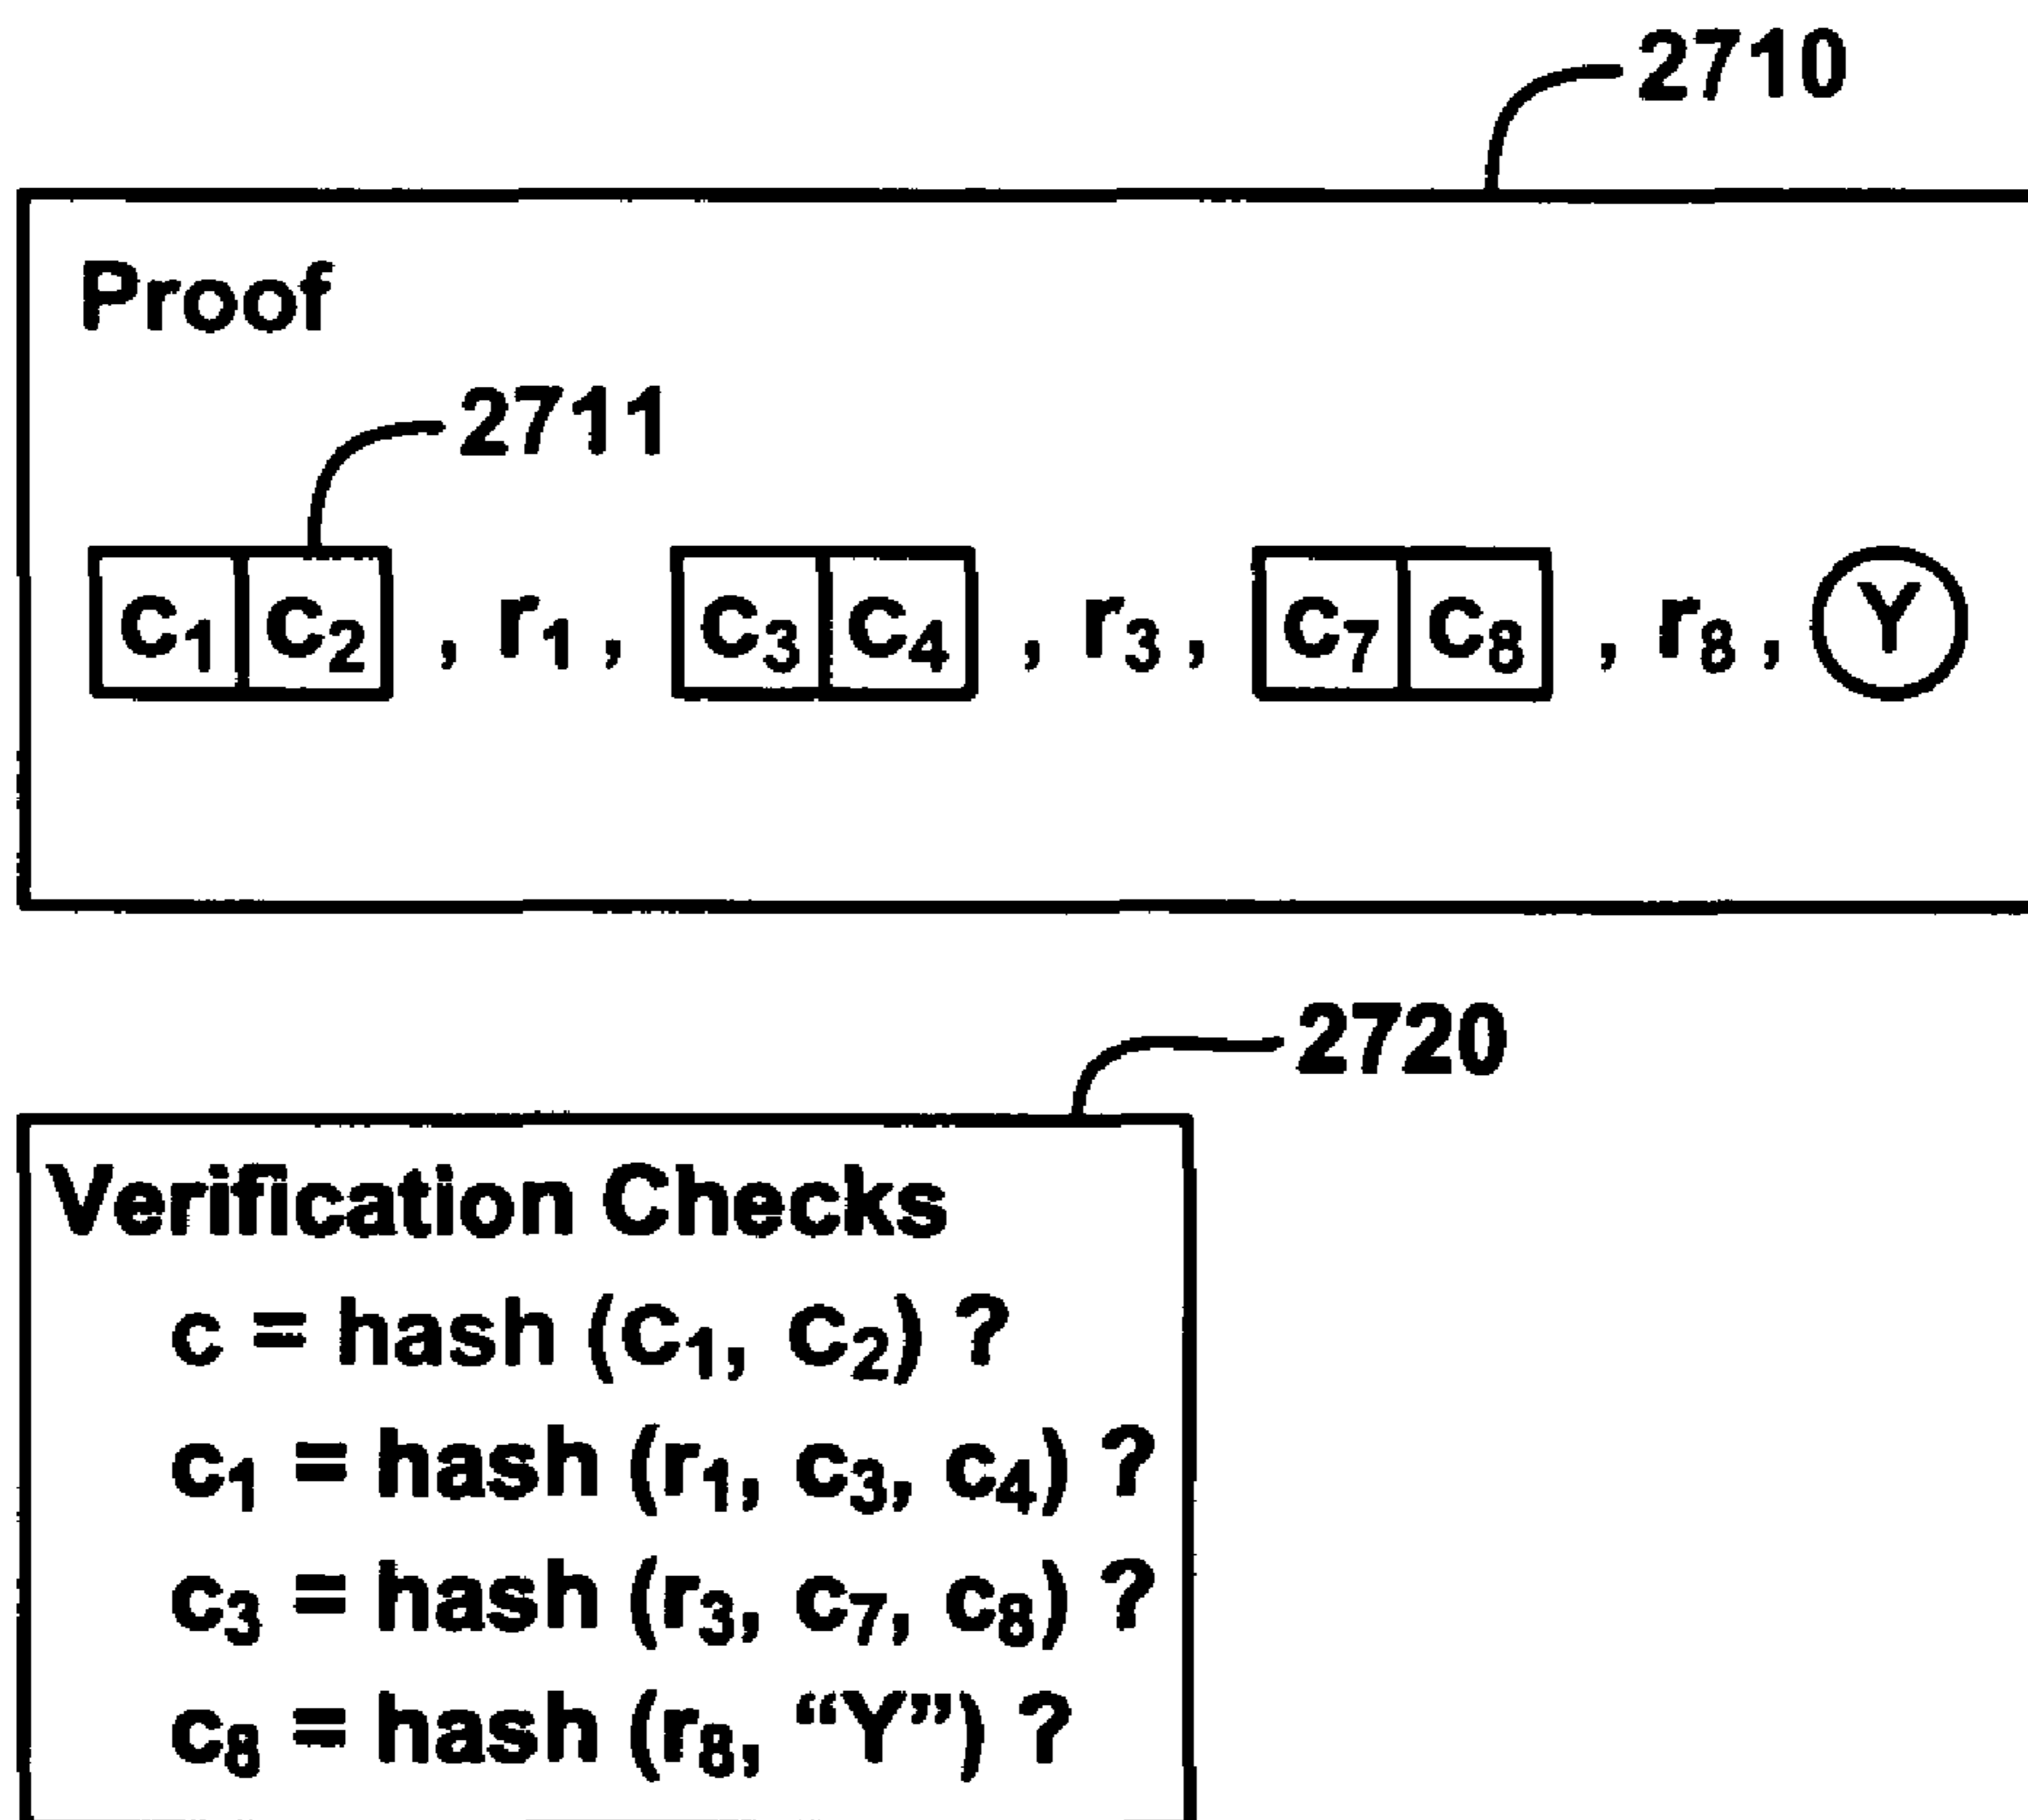 2710
Proof
2711
c₁ c₂ , r₁, c₃ c₄ , r₃, c₇ c₈ , r₈, Y
2720
Verification Checks
c = hash (c₁, c₂) ?
c₁ = hash (r₁, c₃, c₄) ?
c₃ = hash (r₃, c₇, c₈) ?
c₈ = hash (r₈, “Y”) ?